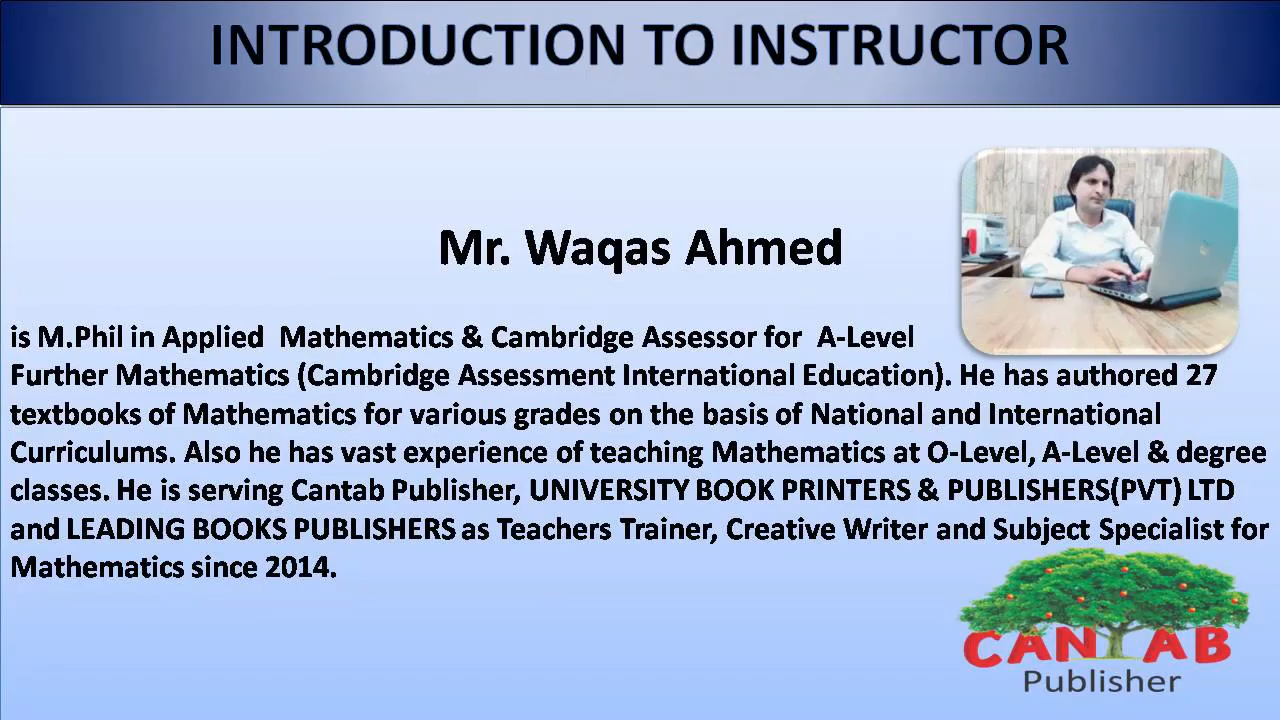 INTRODUCTION TO INSTRUCTOR
Mr. Waqas Ahmed
is M.Phil in Applied  Mathematics & Cambridge Assessor for  A-Level
Further Mathematics (Cambridge Assessment International Education). He has authored 27
textbooks of Mathematics for various grades on the basis of National and International
Curriculums. Also he has vast experience of teaching Mathematics at O-Level, A-Level & degree
classes. He is serving Cantab Publisher, UNIVERSITY BOOK PRINTERS & PUBLISHERS(PVT) LTD
and LEADING BOOKS PUBLISHERS as Teachers Trainer, Creative Writer and Subject Specialist for
Mathematics since 2014.
CANTAB
Publisher